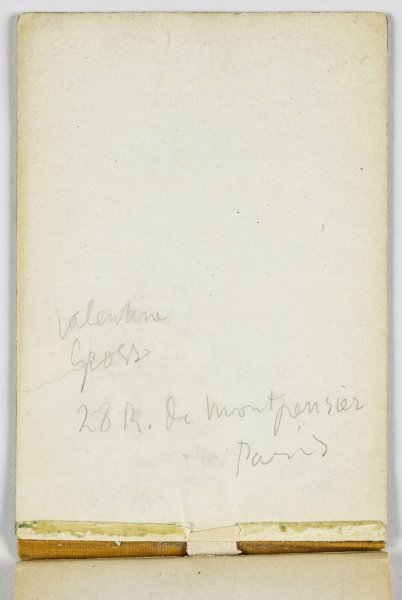 Valentine
Gross
28 R. de Montpensier
Paris